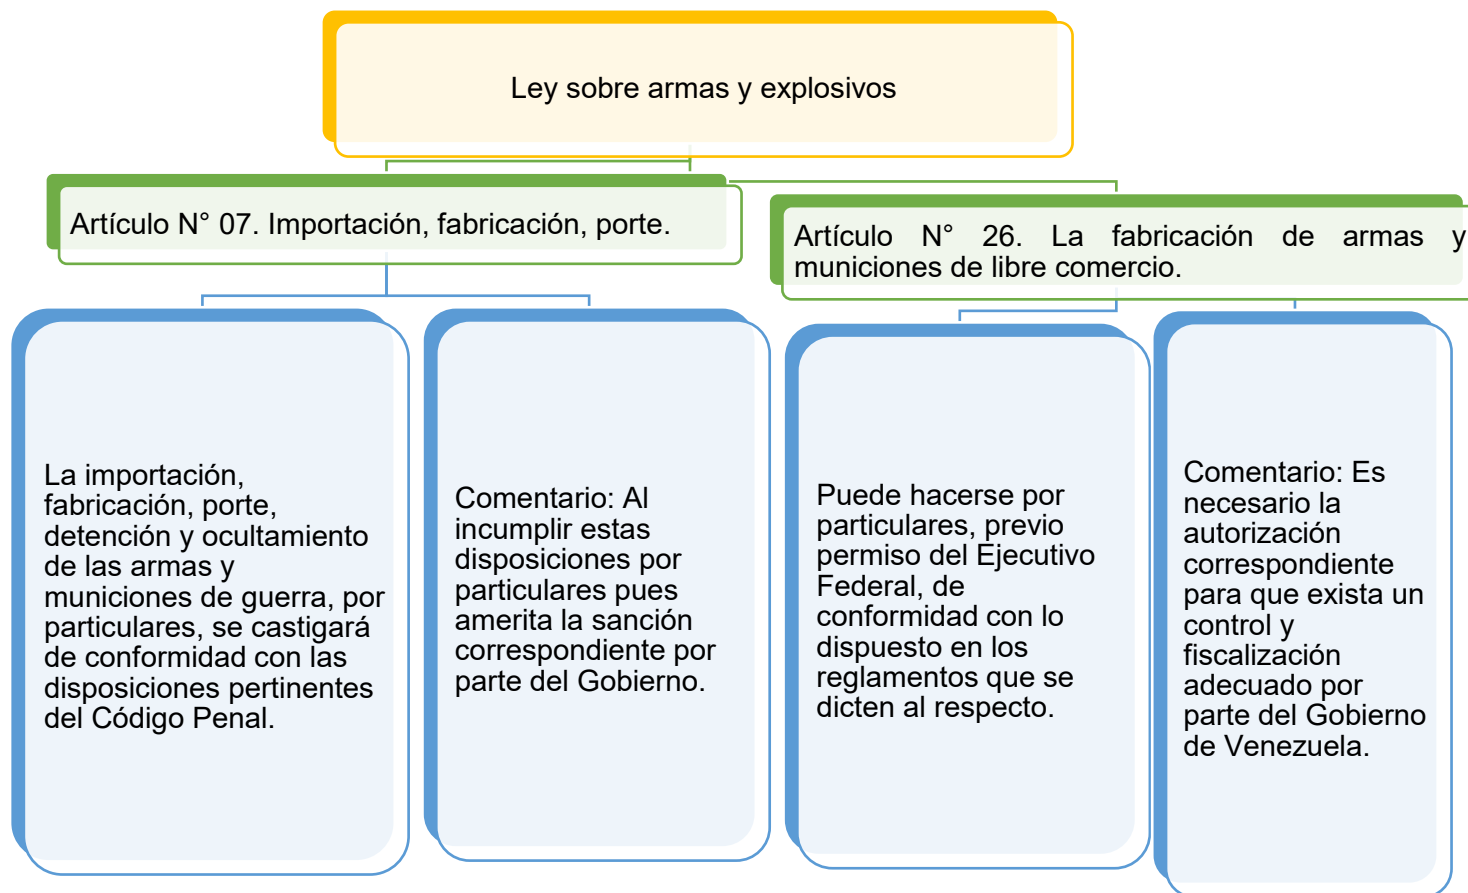 Ley sobre armas y explosivos
Artículo N° 07. Importación, fabricación, porte.
Artículo N° 26. La fabricación de armas y
municiones de libre comercio.
La importación,
fabricación, porte,
detención y ocultamiento
de las armas y
municiones de guerra, por
particulares, se castigará
de conformidad con las
disposiciones pertinentes
del Código Penal.
Comentario: Al
incumplir estas
disposiciones por
particulares pues
amerita la sanción
correspondiente por
parte del Gobierno.
Puede hacerse por
particulares, previo
permiso del Ejecutivo
Federal, de
conformidad con lo
dispuesto en los
reglamentos que se
dicten al respecto.
Comentario: Es
necesario la
autorización
correspondiente
para que exista un
control y
fiscalización
adecuado por
parte del Gobierno
de Venezuela.